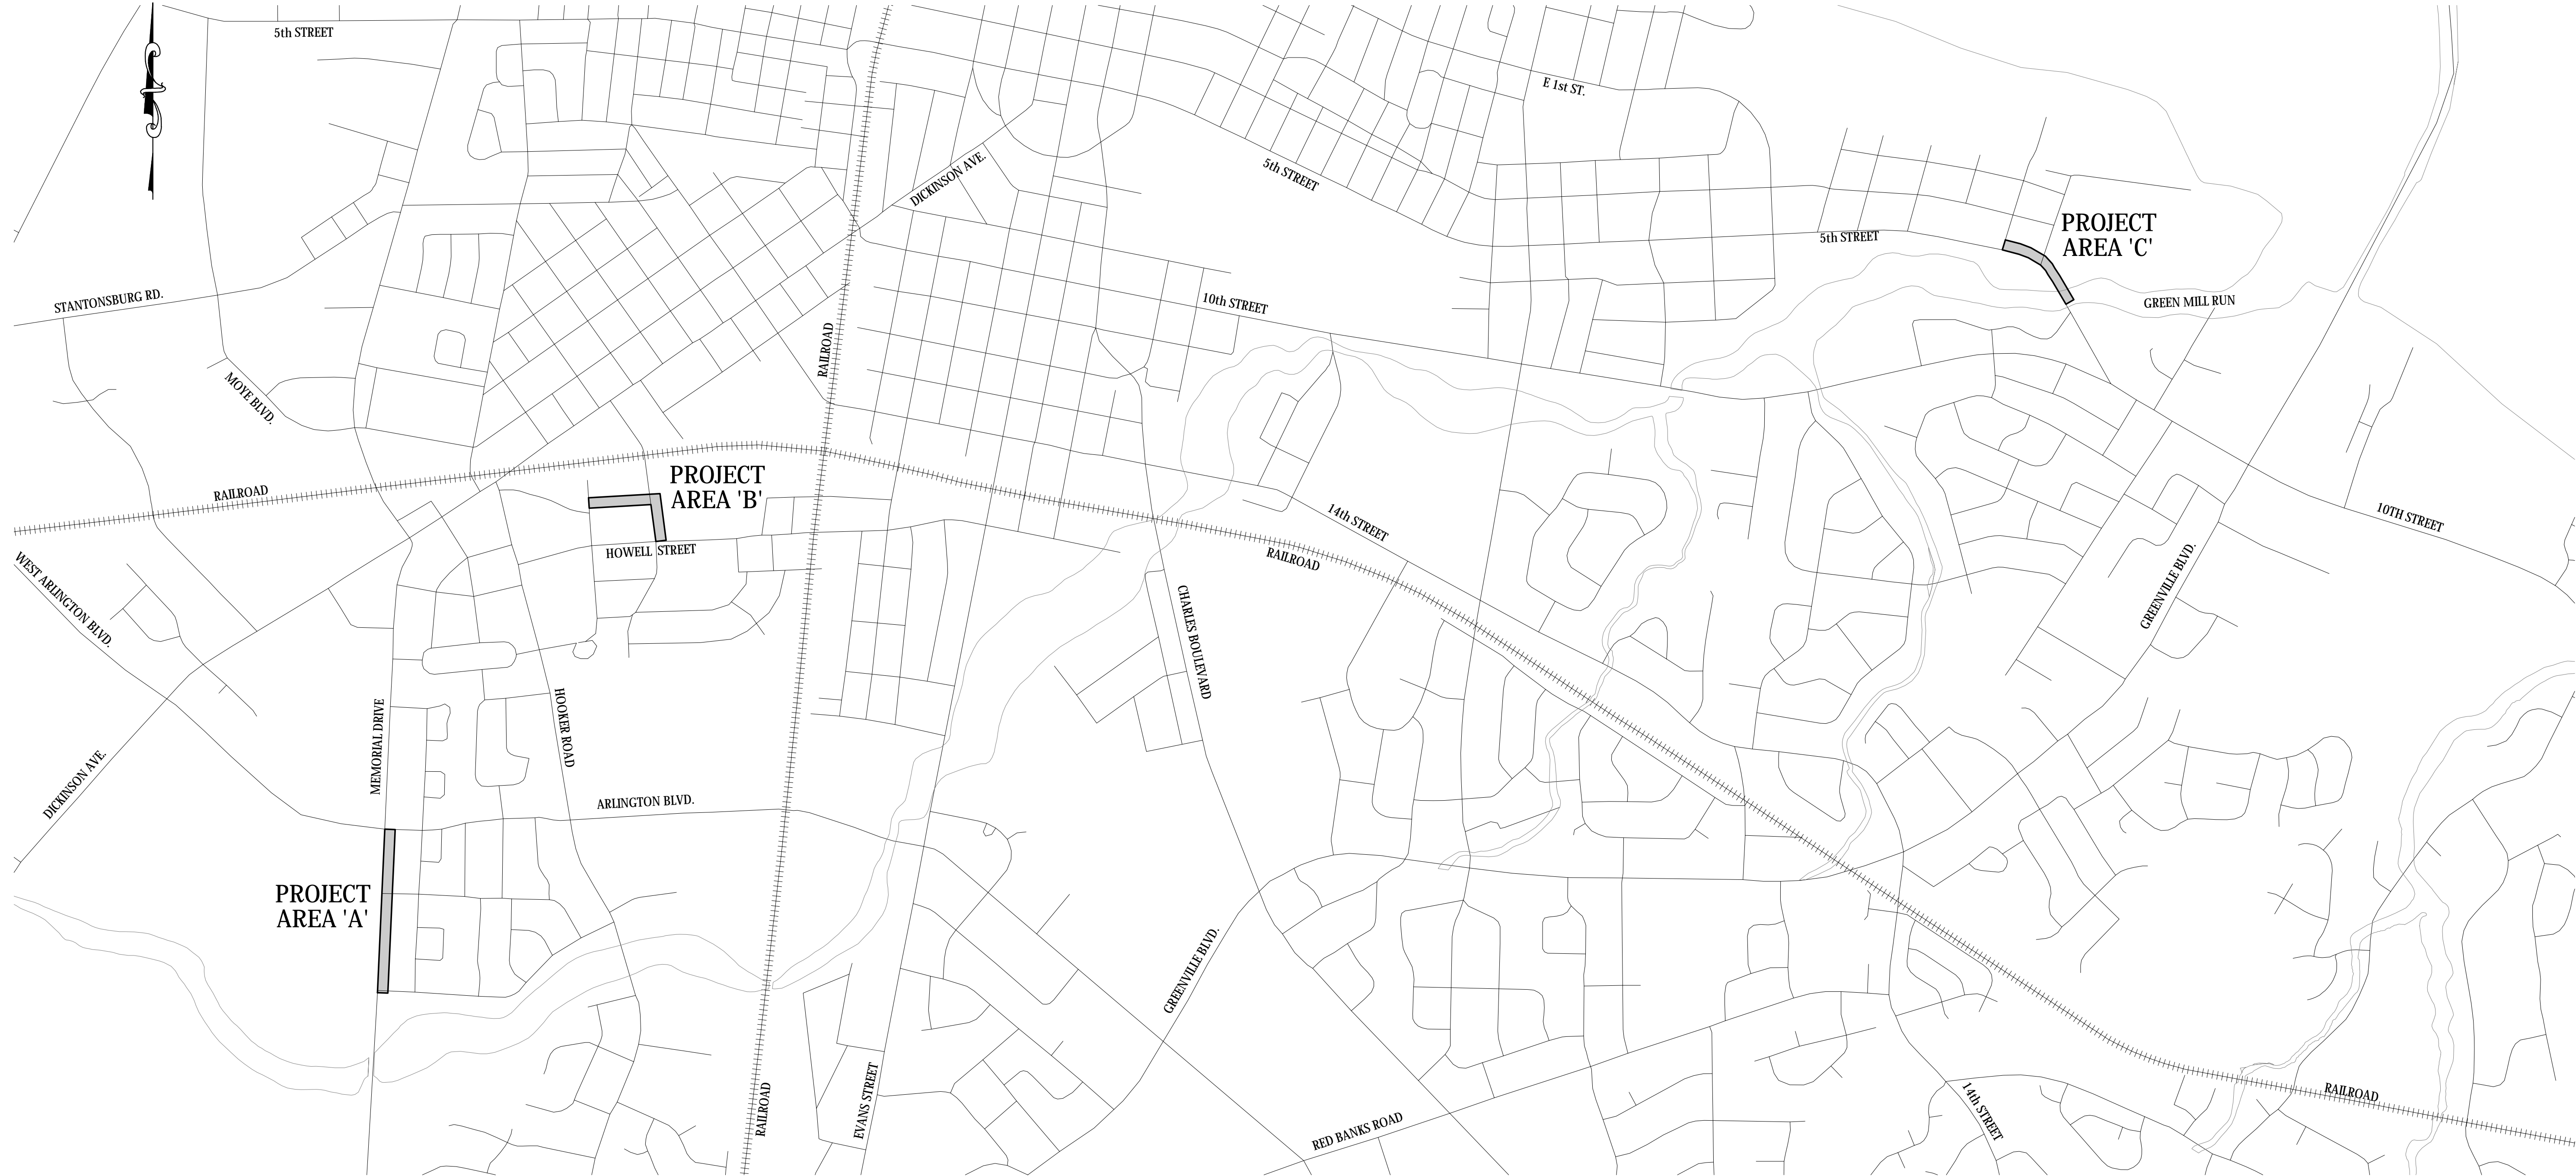 5th STREET
E 1st ST.
DICKINSON AVE.
5th STREET
PROJECT
AREA 'C'
5th STREET
STANTONSBURG RD.
10th STREET
GREEN MILL RUN
RAILROAD
MOYE BLVD.
PROJECT
AREA 'B'
RAILROAD
14th STREET
10TH STREET
HOWELL STREET
RAILROAD
WEST ARLINGTON BLVD.
GREENVILLE BLVD.
CHARLES BOULEVARD
MEMORIAL DRIVE
HOOKER ROAD
DICKINSON AVE.
ARLINGTON BLVD.
PROJECT
AREA 'A'
GREENVILLE BLVD.
RAILROAD
EVANS STREET
RED BANKS ROAD
14th STREET
RAILROAD